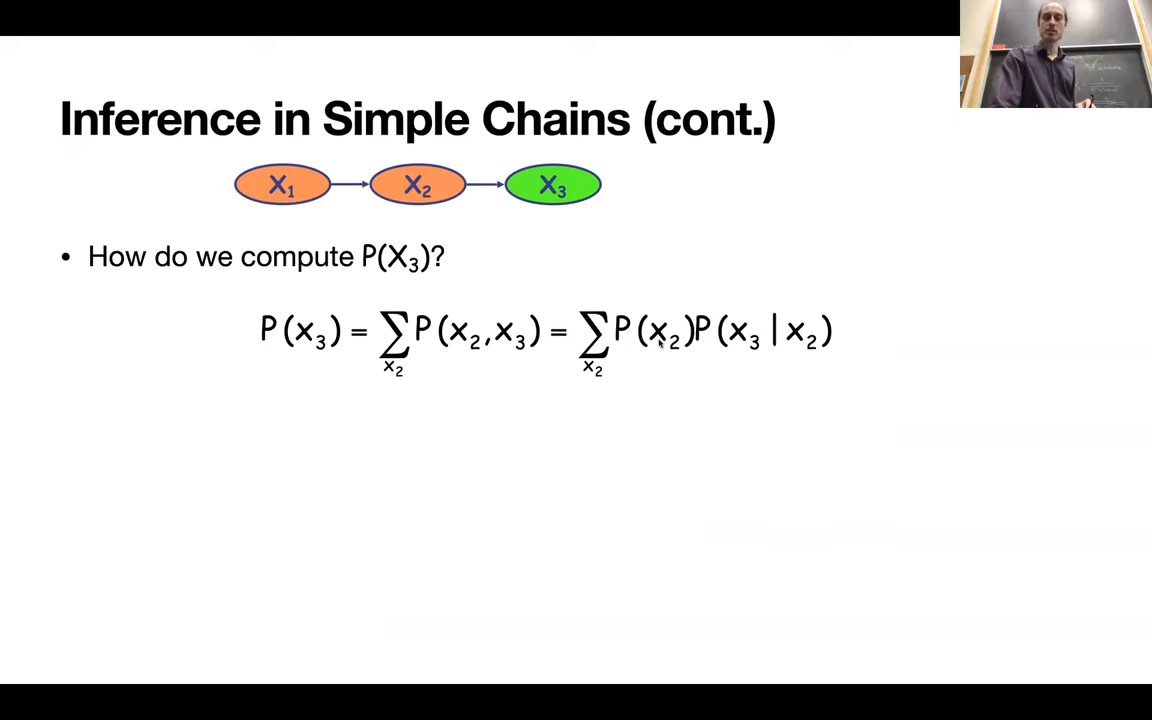 Inference in Simple Chains (cont.)
X₁ X₂ X₃
• How do we compute P(X₃)?
P(x₃) = ∑ₓ₂ P(x₂,x₃) = ∑ₓ₂ P(x₂)P(x₃ | x₂)